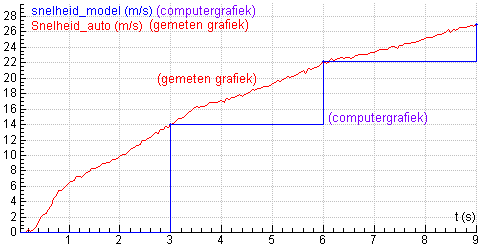 snelheid_model (m/s) (computergrafiek)
Snelheid_auto (m/s) (gemeten grafiek)
28
26
24
22
20
18
16
14
12
10
8
6
4
2
0
(gemeten grafiek)
(computergrafiek)
t (s)
1 2 3 4 5 6 7 8 9